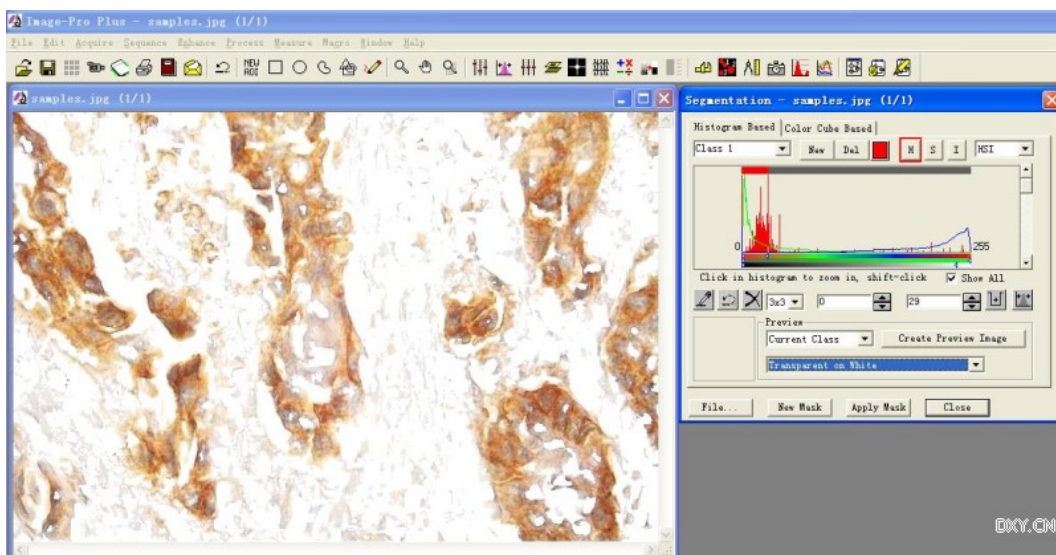 Image-Pro Plus - samples.jpg (1/1)
File Edit Acquire Sequence Enhance Process Measure Macro Window Help
NEW
AOI
samples.jpg (1/1)
Segmentation - samples.jpg (1/1)
Histogram Based Color Cube Based
Class 1 New Del H S I HSI
0 255
Click in histogram to zoom in, shift-click Show All
3x3 0 29
Preview
Current Class Create Preview Image
Transparent on White
File... New Mask Apply Mask Close
DXY.CN